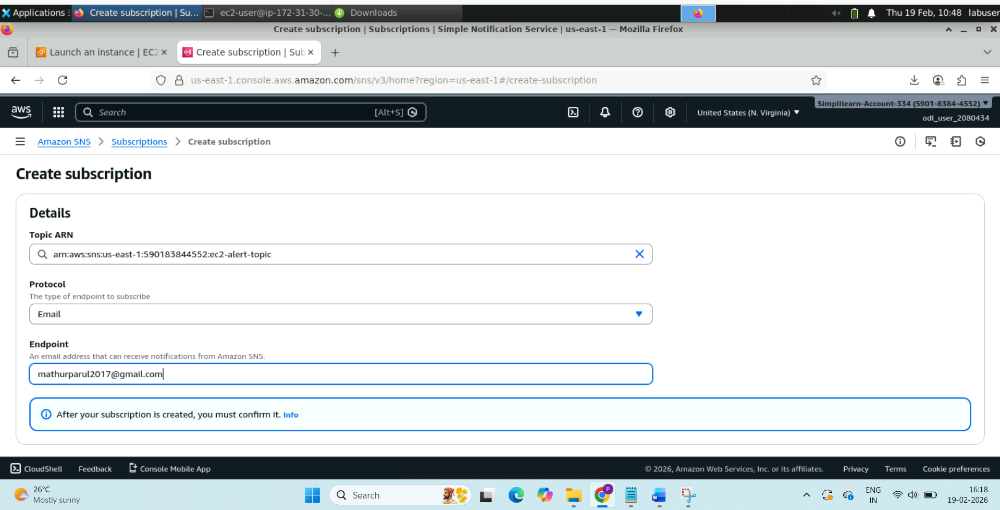 Applications
Create subscription | Su...
ec2-user@ip-172-31-30-...
Downloads
Thu 19 Feb, 10:48
labuser
Create subscription | Subscriptions | Simple Notification Service | us-east-1 — Mozilla Firefox
Launch an instance | EC2
Create subscription | Sub
us-east-1.console.aws.amazon.com/sns/v3/home?region=us-east-1#/create-subscription
aws
Search
[Alt+S]
United States (N. Virginia)
Simplilearn-Account-334 (5901-8384-4552)
odl_user_2080434
Amazon SNS
Subscriptions
Create subscription
Create subscription
Details
Topic ARN
arn:aws:sns:us-east-1:590183844552:ec2-alert-topic
Protocol
The type of endpoint to subscribe
Email
Endpoint
An email address that can receive notifications from Amazon SNS.
mathurparul2017@gmail.com
After your subscription is created, you must confirm it. Info
CloudShell
Feedback
Console Mobile App
© 2026, Amazon Web Services, Inc. or its affiliates.
Privacy
Terms
Cookie preferences
26°C
Mostly sunny
Search
P
W
ENG
IN
16:18
19-02-2026